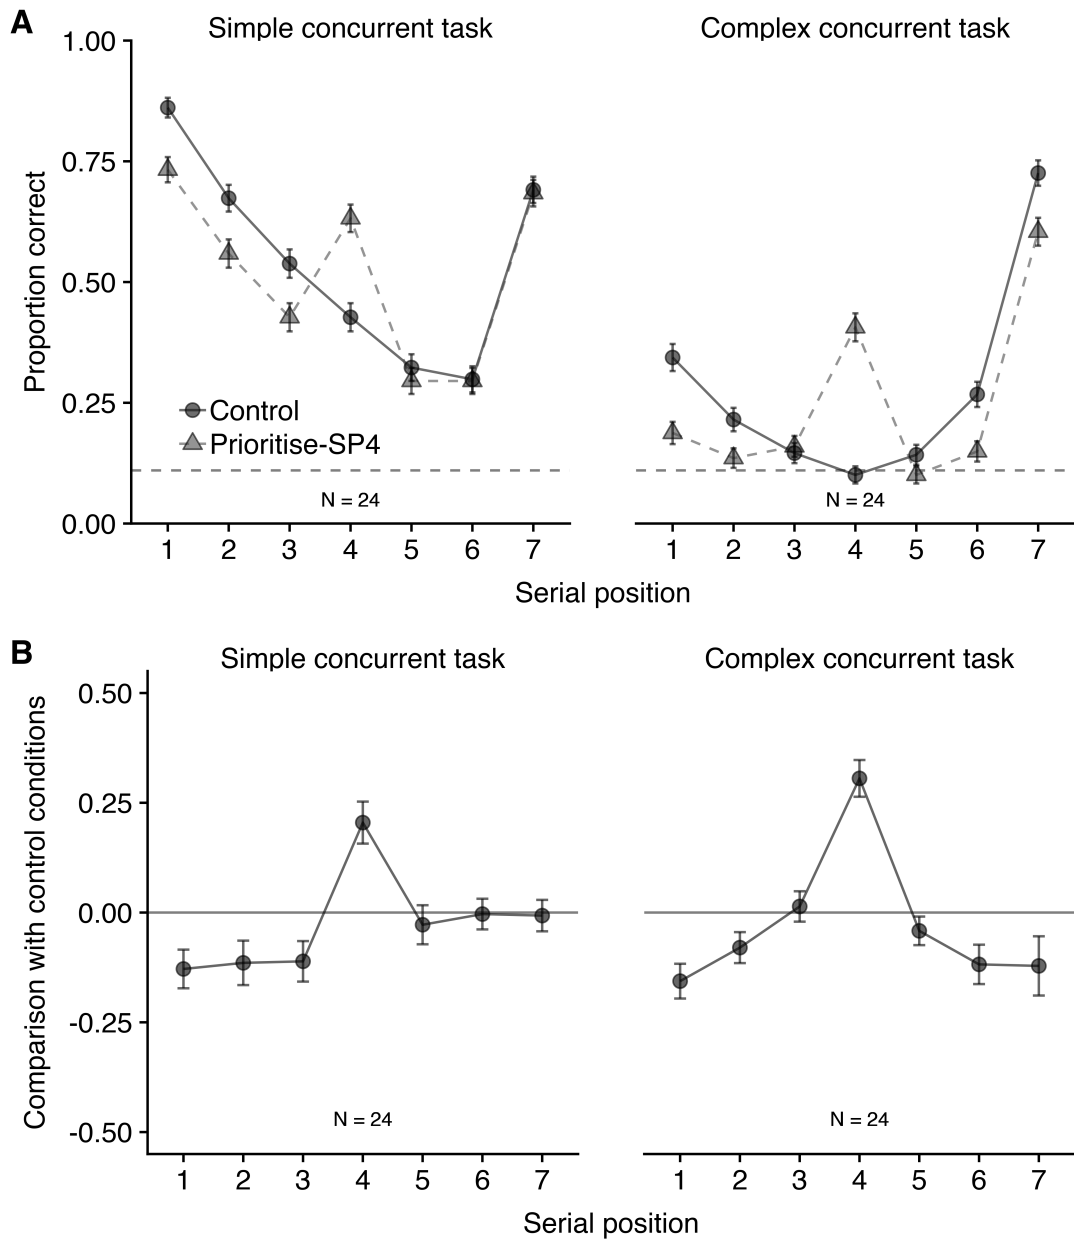 A
Simple concurrent task
Complex concurrent task
Proportion correct
1.00
0.75
0.50
0.25
0.00
Control
Prioritise-SP4
N = 24
N = 24
1 2 3 4 5 6 7
1 2 3 4 5 6 7
Serial position
B
Simple concurrent task
Complex concurrent task
Comparison with control conditions
0.50
0.25
0.00
-0.25
-0.50
N = 24
N = 24
1 2 3 4 5 6 7
1 2 3 4 5 6 7
Serial position